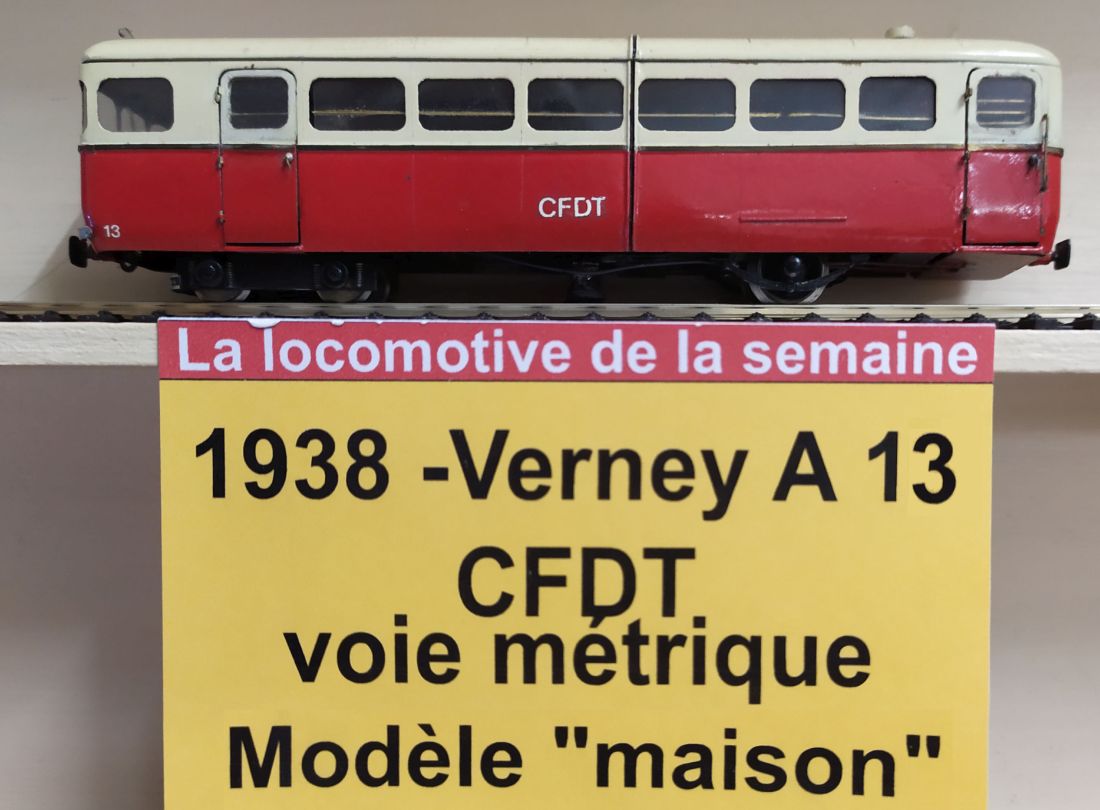 CFDT
13
La locomotive de la semaine
1938 -Verney A 13
CFDT
voie métrique
Modèle "maison"